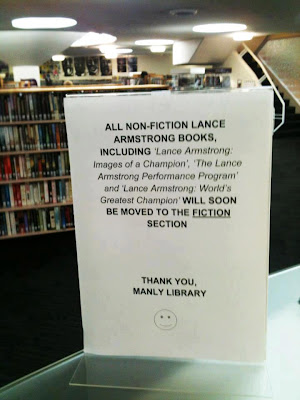 ALL NON-FICTION LANCE
ARMSTRONG BOOKS,
INCLUDING ‘Lance Armstrong:
Images of a Champion’, ‘The Lance
Armstrong Performance Program’
and ‘Lance Armstrong: World’s
Greatest Champion’ WILL SOON
BE MOVED TO THE FICTION
SECTION
THANK YOU,
MANLY LIBRARY